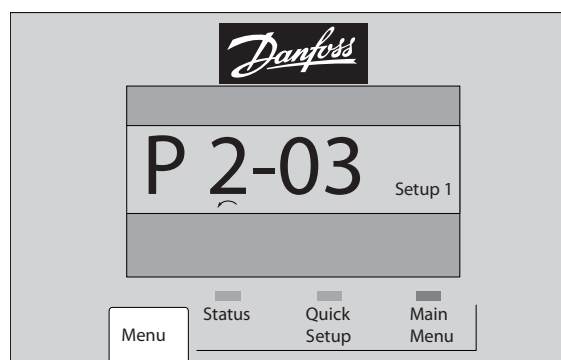 Danfoss
P 2-03
Setup 1
Status
Quick Setup
Main Menu
Menu